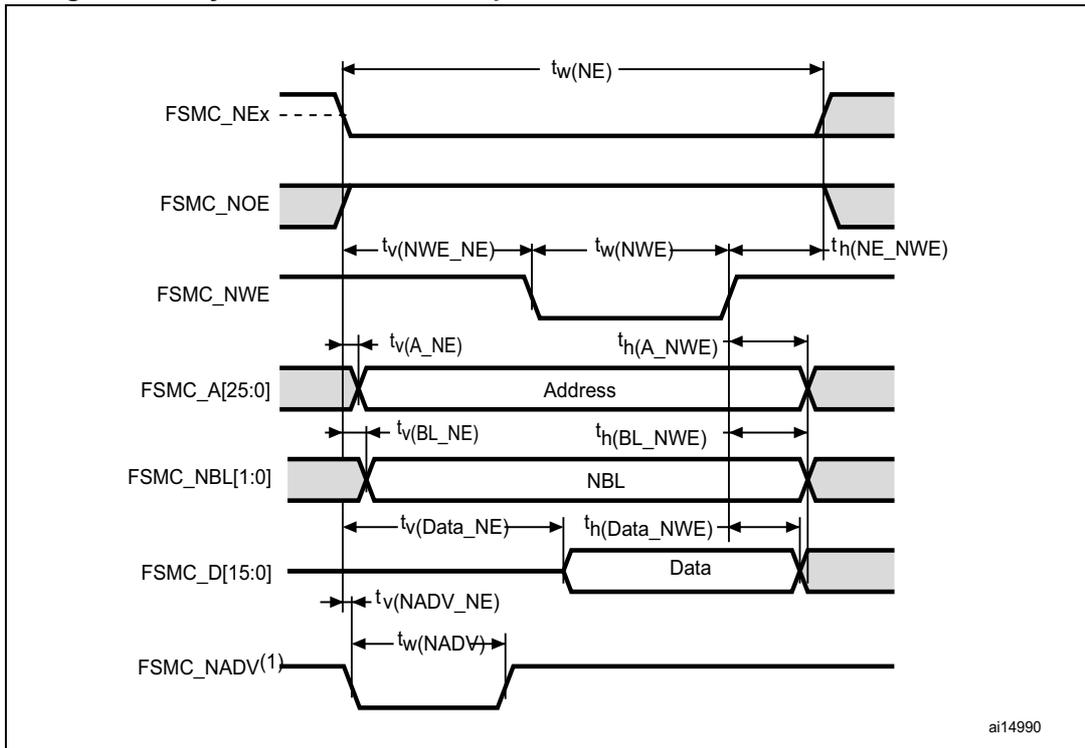 tw(NE)
FSMC_NEx
FSMC_NOE
tv(NWE_NE) tw(NWE) th(NE_NWE)
FSMC_NWE
tv(A_NE) th(A_NWE)
FSMC_A[25:0] Address
tv(BL_NE) th(BL_NWE)
FSMC_NBL[1:0] NBL
tv(Data_NE) th(Data_NWE)
FSMC_D[15:0] Data
tv(NADV_NE)
tw(NADV)
FSMC_NADV(1)
ai14990